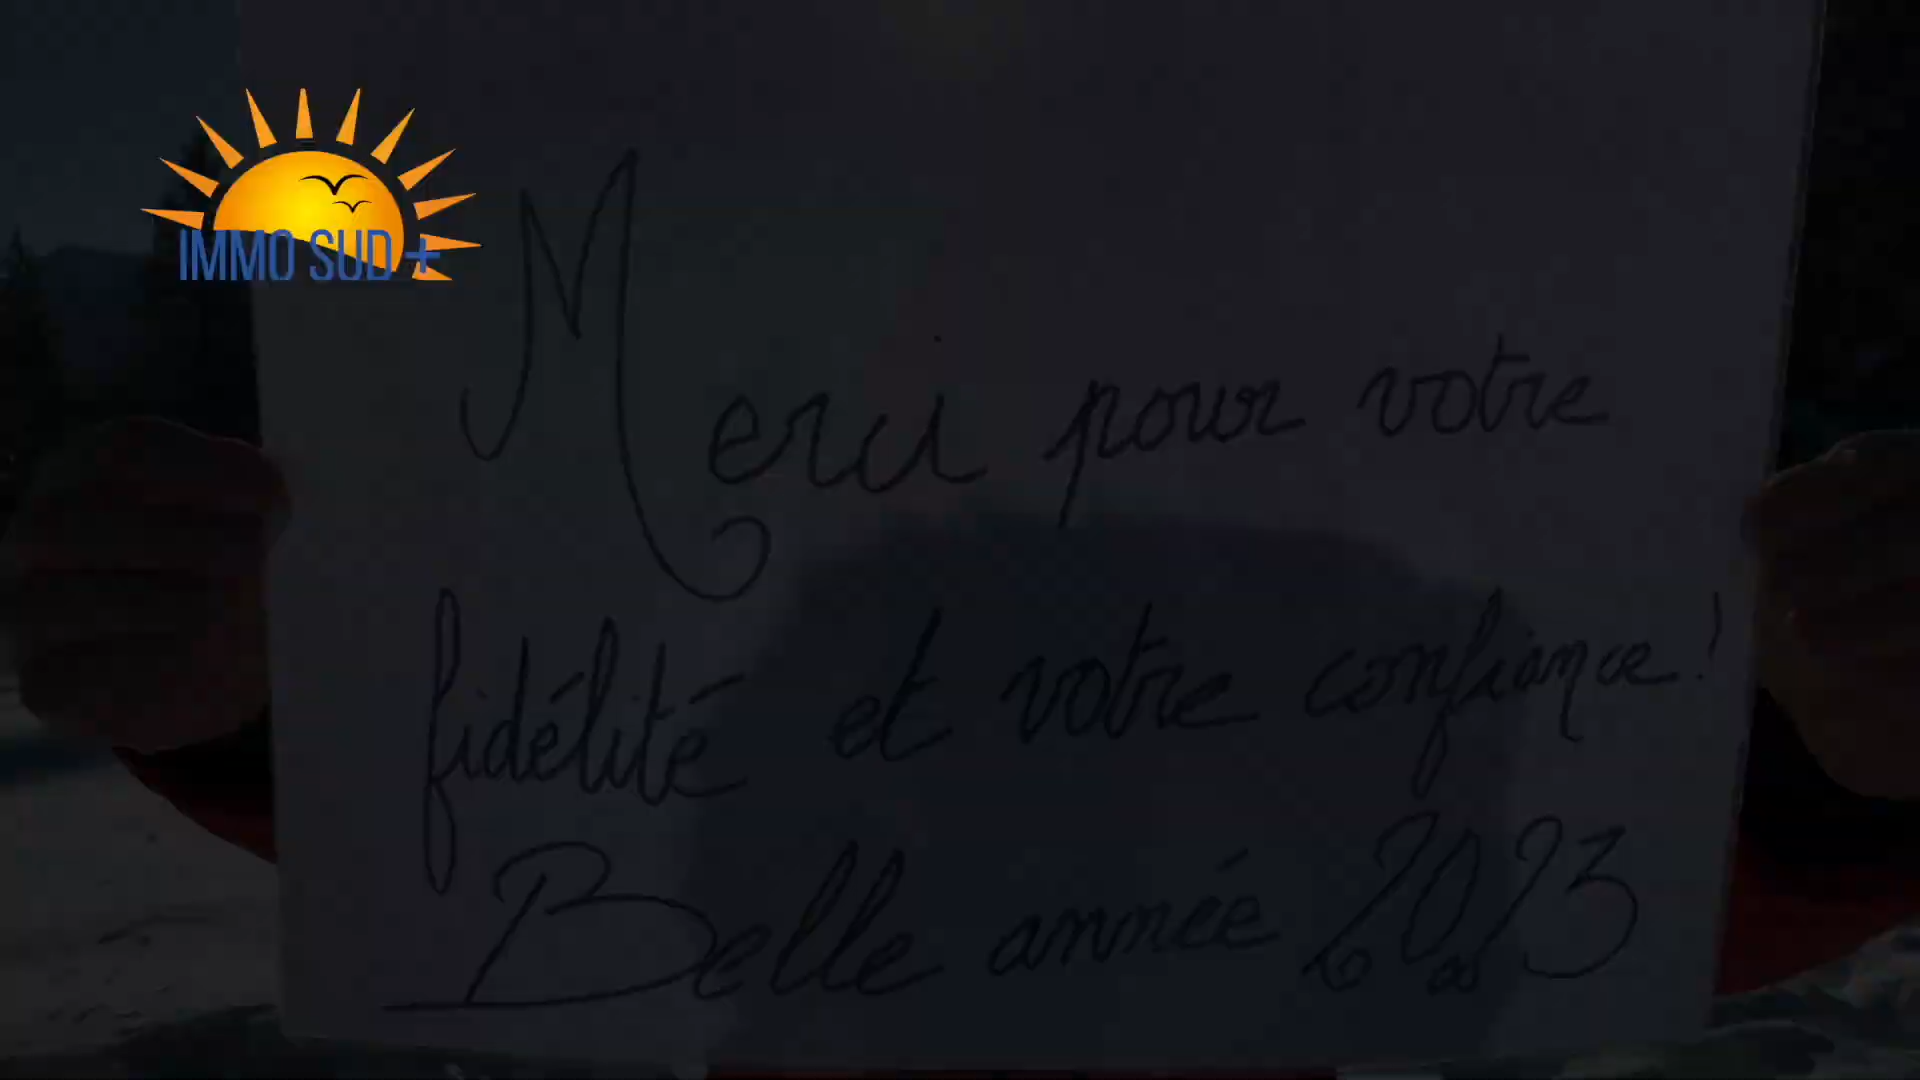 IMMO SUD +
Merci pour votre
fidélité et votre confiance!
Belle année 2023